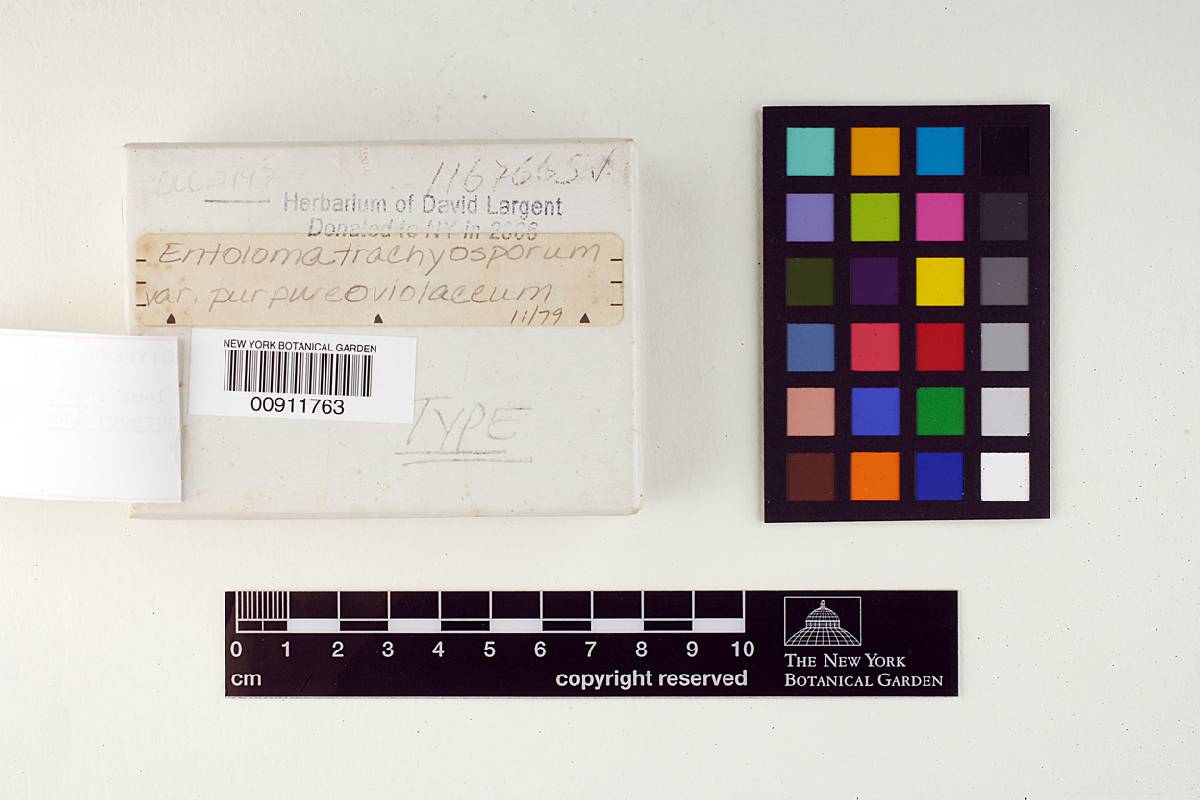 1167665
Herbarium of David Largent
Donated to NY in 2006
Entoloma trachyosporum
var. purpureoviolaceum
11/79
NEW YORK BOTANICAL GARDEN
00911763
TYPE
0 1 2 3 4 5 6 7 8 9 10
cm
copyright reserved
THE NEW YORK
BOTANICAL GARDEN